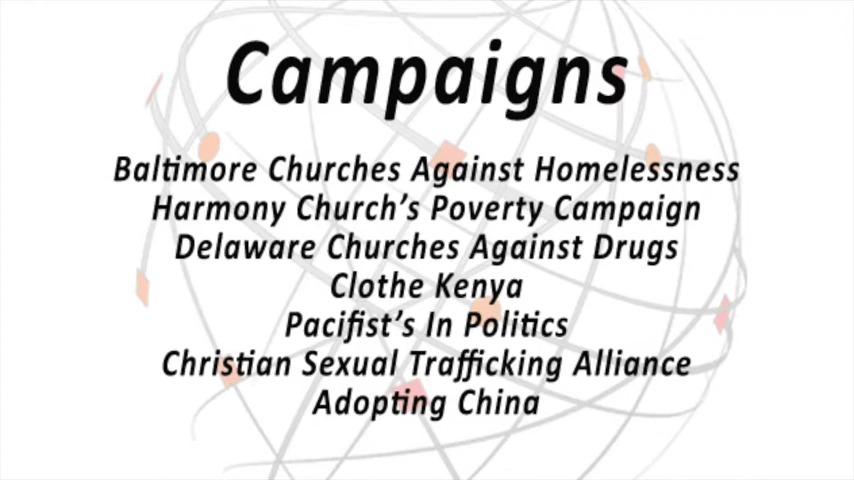 Campaigns
Baltimore Churches Against Homelessness
Harmony Church's Poverty Campaign
Delaware Churches Against Drugs
Clothe Kenya
Pacifist's In Politics
Christian Sexual Trafficking Alliance
Adopting China